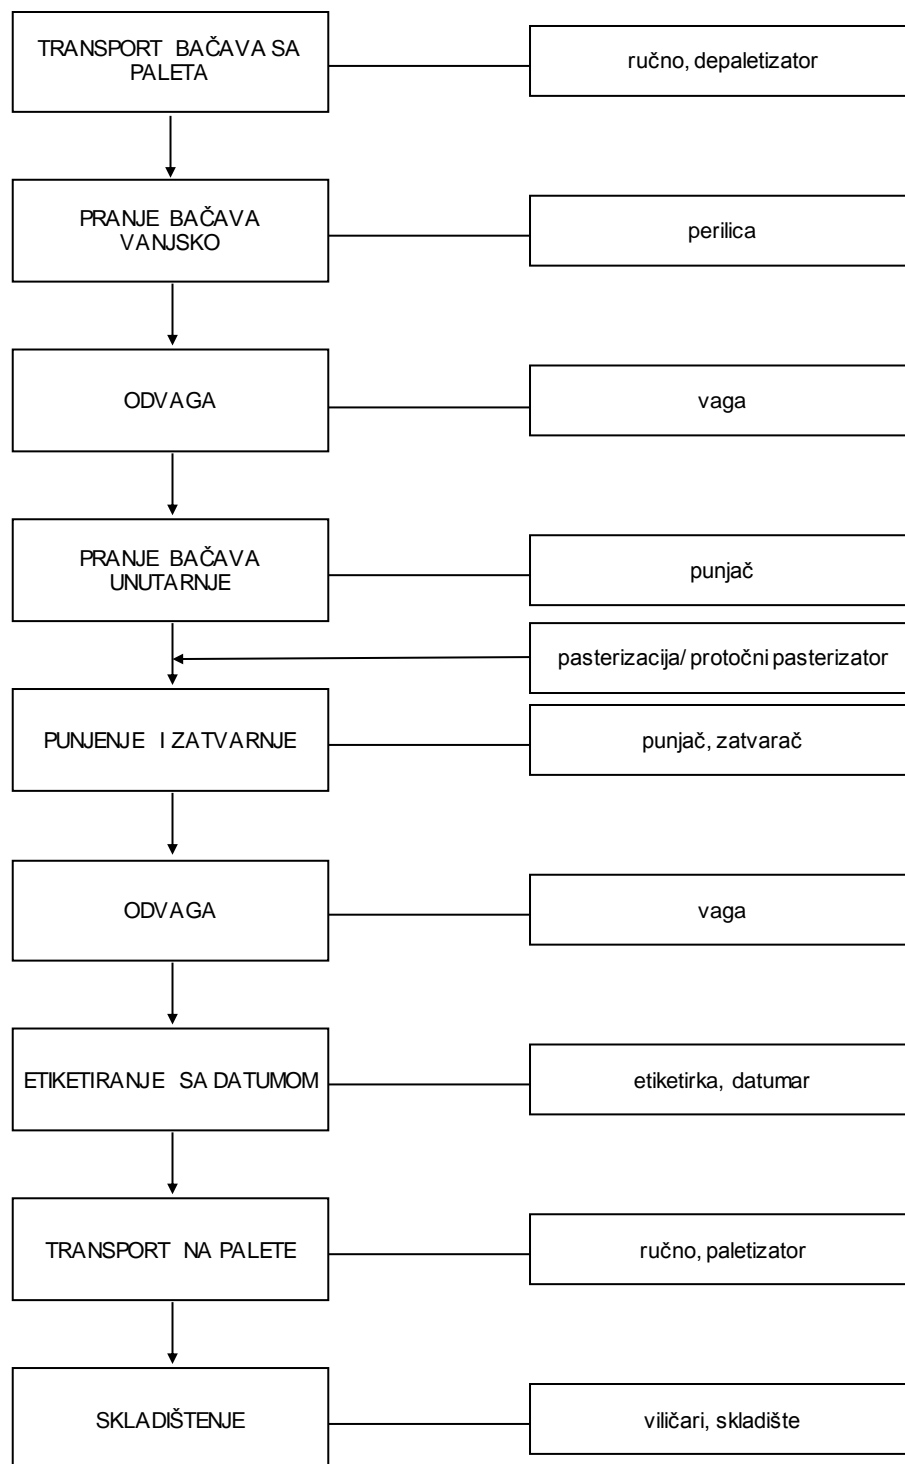 TRANSPORT BAČAVA SA
PALETA
ručno, depaletizator
PRANJE BAČAVA
VANJSKO
perilica
ODVAGA
vaga
PRANJE BAČAVA
UNUTARNJE
punjač
pasterizacija/ protočni pasterizator
PUNJENJE I ZATVARNJE
punjač, zatvarač
ODVAGA
vaga
ETIKETIRANJE SA DATUMOM
etiketirka, datumar
TRANSPORT NA PALETE
ručno, paletizator
SKLADIŠTENJE
viličari, skladište